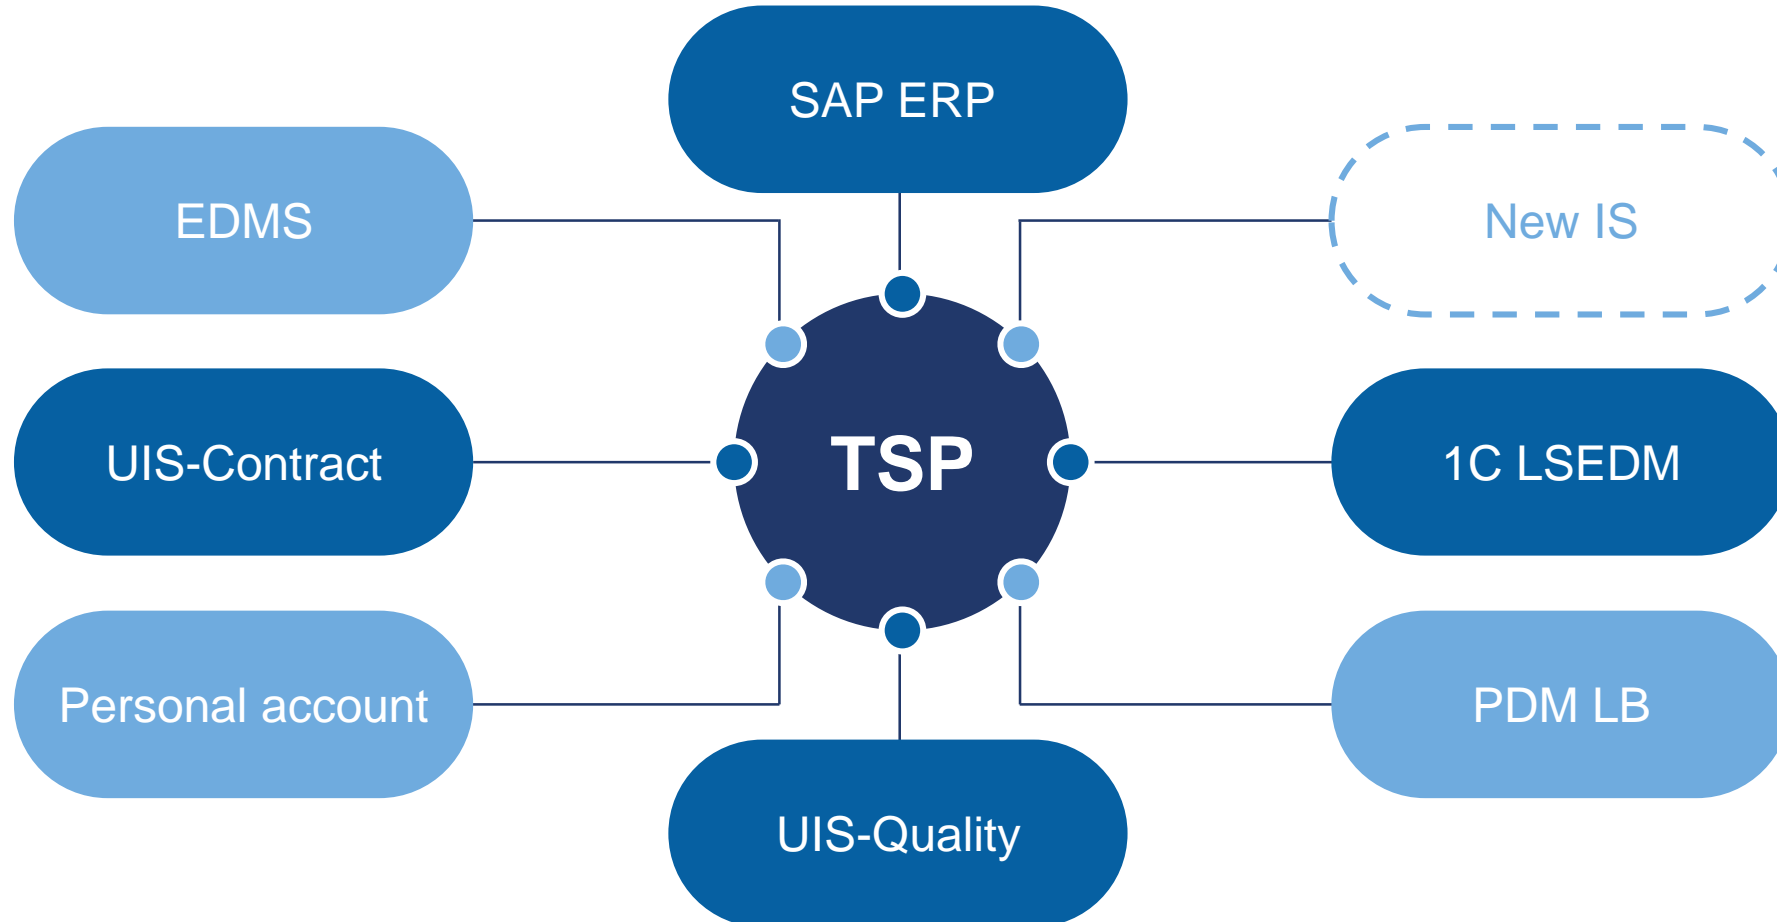 SAP ERP
EDMS
New IS
UIS-Contract
TSP
1C LSEDM
Personal account
PDM LB
UIS-Quality